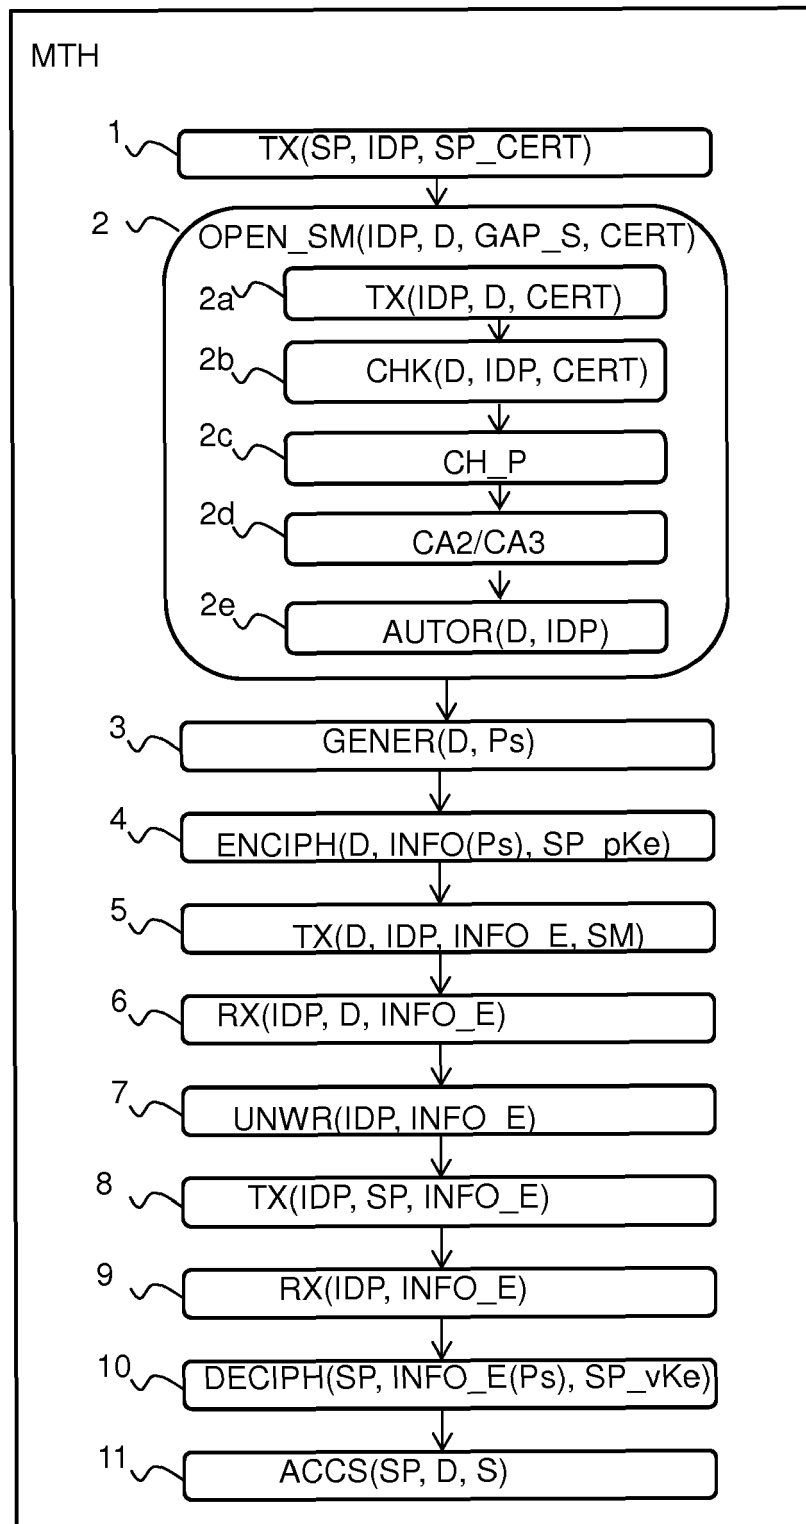 MTH
1
TX(SP, IDP, SP_CERT)
2
OPEN_SM(IDP, D, GAP_S, CERT)
2a
TX(IDP, D, CERT)
2b
CHK(D, IDP, CERT)
2c
CH_P
2d
CA2/CA3
2e
AUTOR(D, IDP)
3
GENER(D, Ps)
4
ENCIPH(D, INFO(Ps), SP_pKe)
5
TX(D, IDP, INFO_E, SM)
6
RX(IDP, D, INFO_E)
7
UNWR(IDP, INFO_E)
8
TX(IDP, SP, INFO_E)
9
RX(IDP, INFO_E)
10
DECIPH(SP, INFO_E(Ps), SP_vKe)
11
ACCS(SP, D, S)